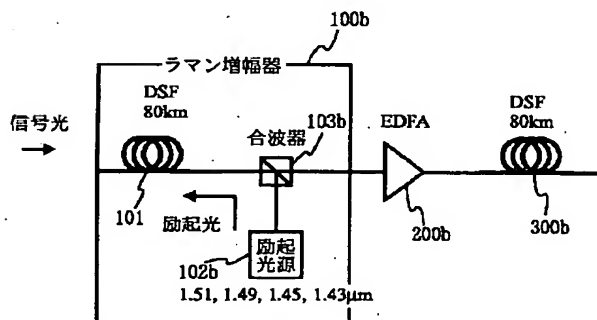 100b
ラマン増幅器
DSF
80km
信号光
合波器
103b
EDFA
DSF
80km
101
励起光
200b
300b
102b
励起
光源
1.51, 1.49, 1.45, 1.43μm